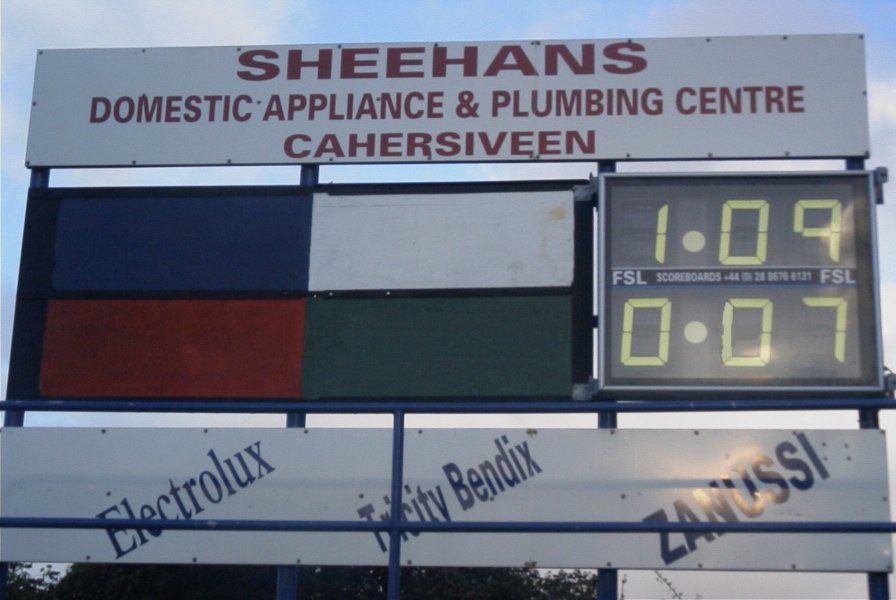 SHEEHANS
DOMESTIC APPLIANCE & PLUMBING CENTRE
CAHERSIVEEN
1•09
FSL SCOREBOARDS +44 (0) 28 8676 6131 FSL
0•07
Electrolux
Tricity Bendix
ZANUSSI